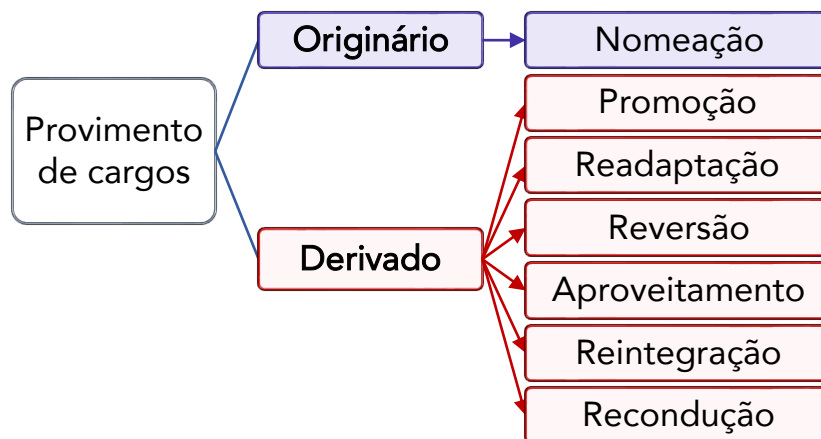 Provimento
de cargos
Originário
Nomeação
Derivado
Promoção
Readaptação
Reversão
Aproveitamento
Reintegração
Recondução